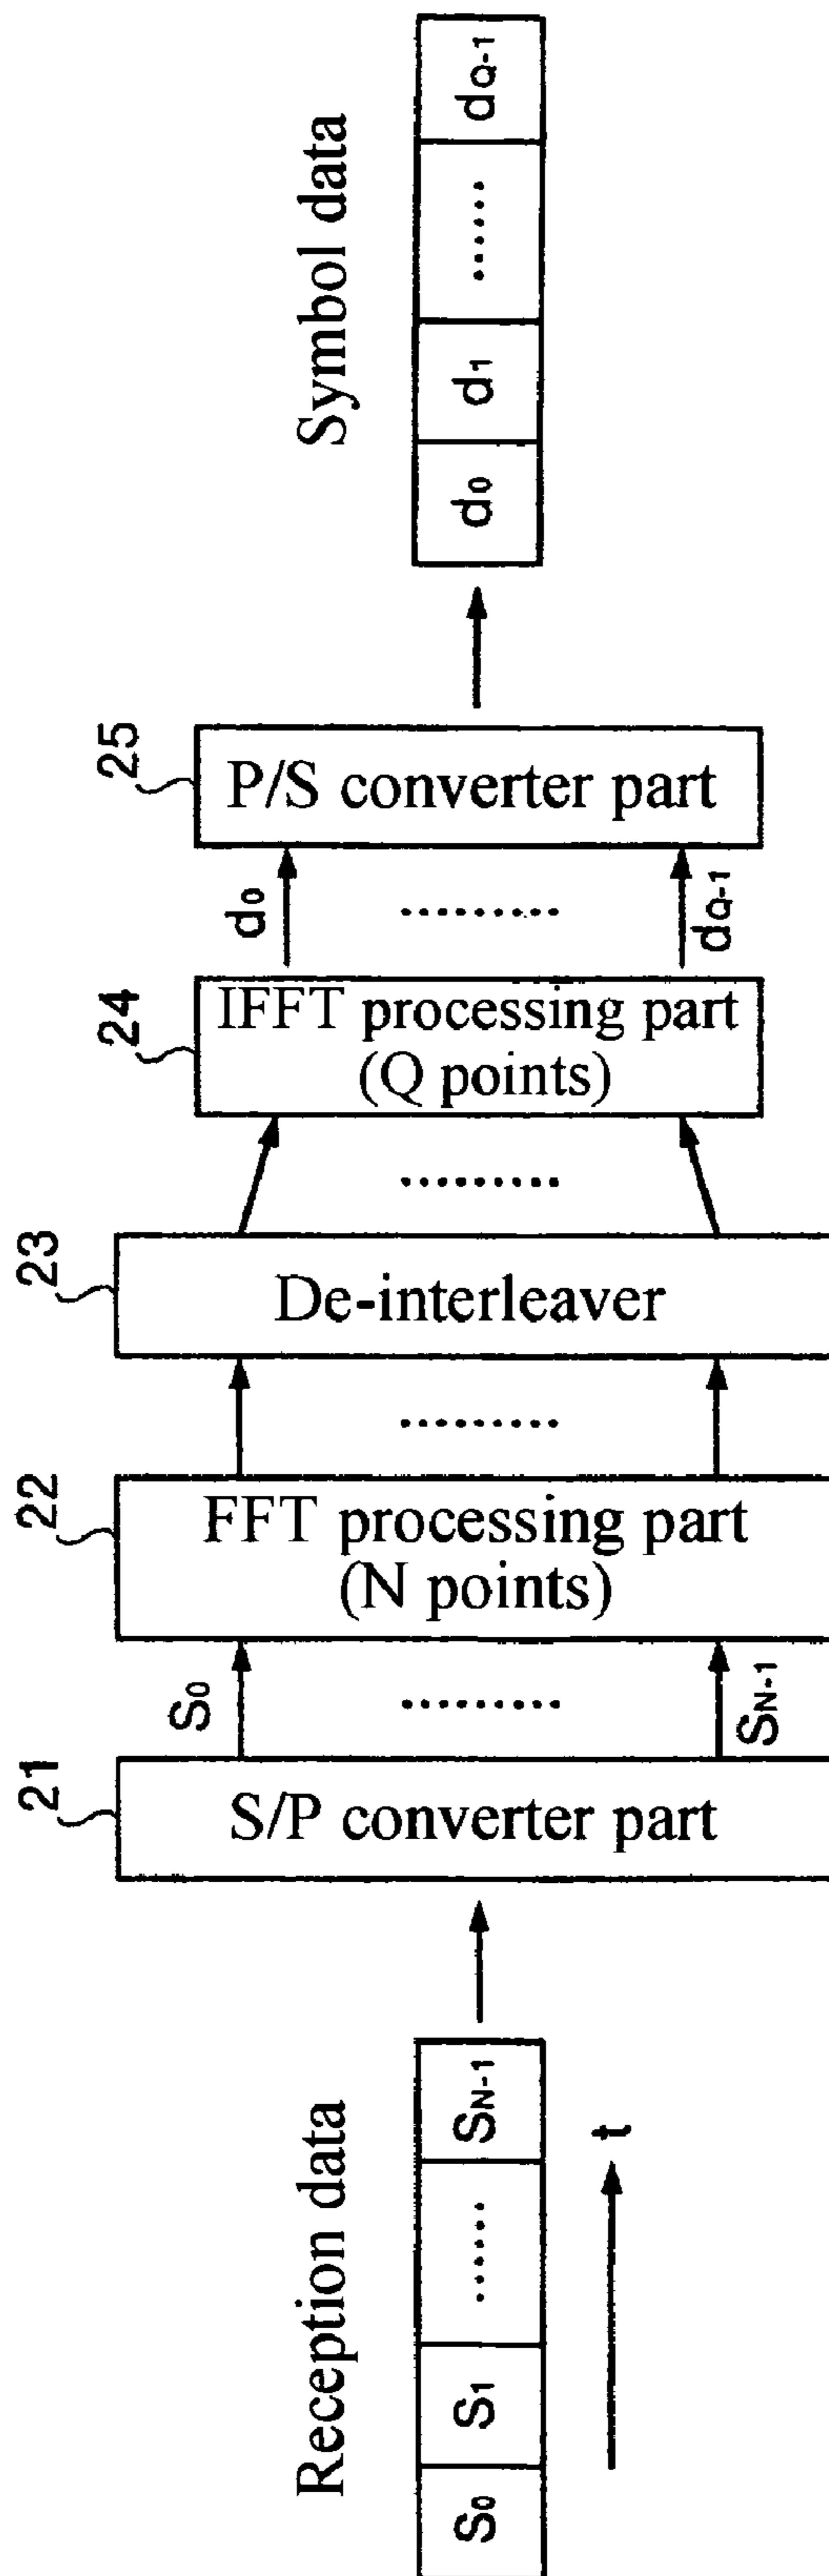 Reception data
S0 S1 ...... SN-1
t
21
S/P converter part
S0
.........
SN-1
22
FFT processing part
(N points)
.........
23
De-interleaver
.........
24
IFFT processing part
(Q points)
d0
.........
dQ-1
25
P/S converter part
Symbol data
d0 d1 ...... dQ-1